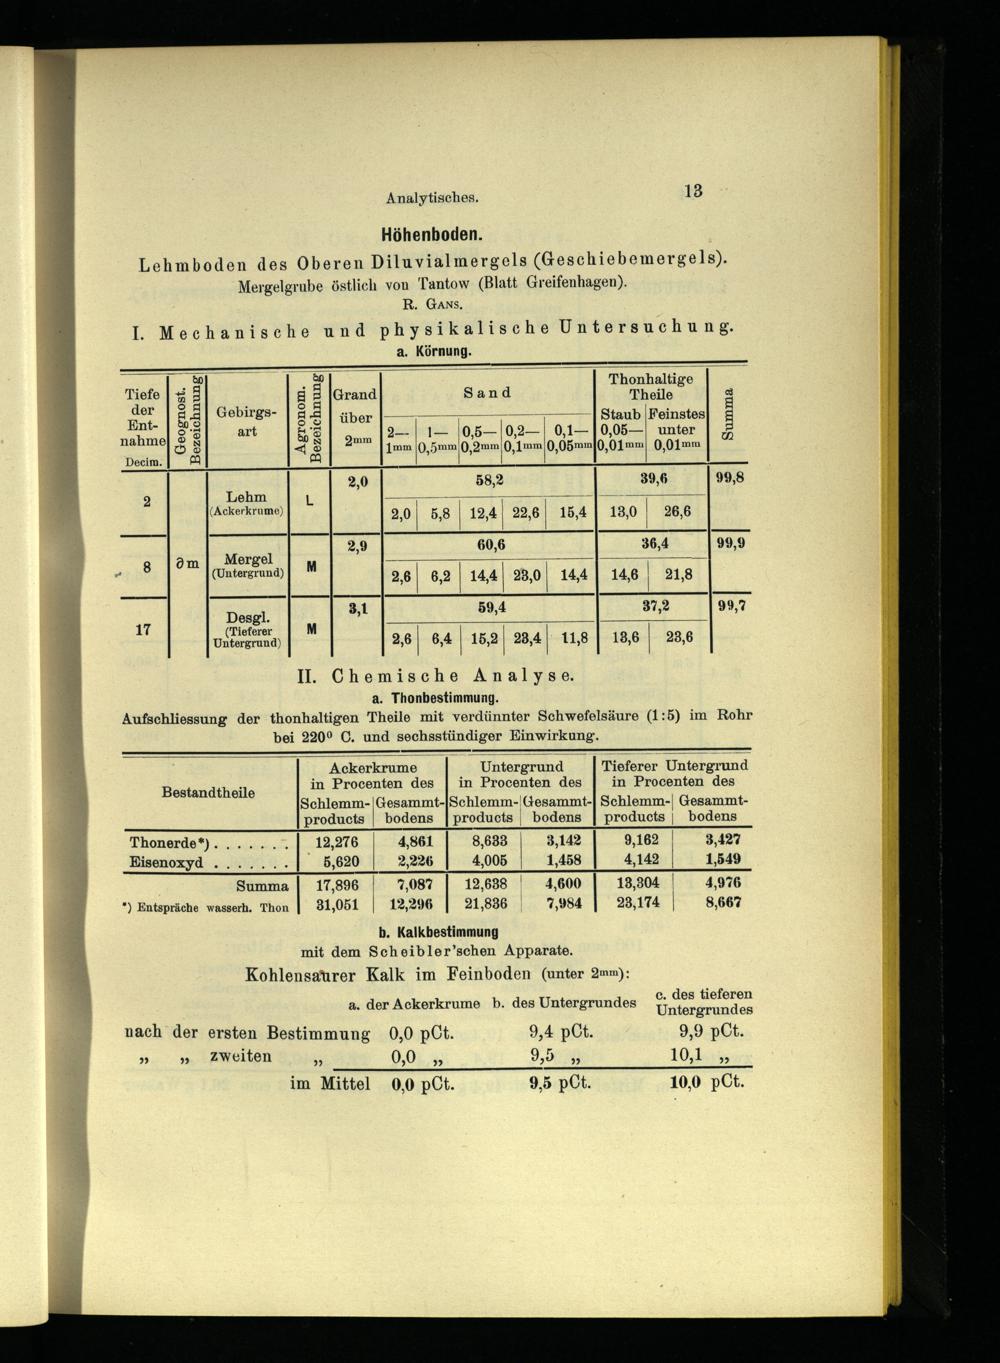 Analytisches.
13
Höhenboden.
Lehmboden des Oberen Diluvialmergels (Geschiebemergels).
Mergelgrube östlich von Tantow (Blatt Greifenhagen).
R. Gans.
I. Mechanische und physikalische Untersuchung.
a. Körnung.
Tiefe der Ent-nahme Decim. | Geognost. Bezeichnung | Gebirgs-art | Agronom. Bezeichnung | Grand über 2mm | Sand | Thonhaltige Theile | Summa
2—1mm | 1—0,5mm | 0,5—0,2mm | 0,2—0,1mm | 0,1—0,05mm | Staub 0,05—0,01mm | Feinstes unter 0,01mm
2 | Lehm (Ackerkrume) | L | 2,0 | 58,2 | 39,6 | 99,8
2,0 | 5,8 | 12,4 | 22,6 | 15,4 | 13,0 | 26,6
8 | ∂m | Mergel (Untergrund) | M | 2,9 | 60,6 | 36,4 | 99,9
2,6 | 6,2 | 14,4 | 23,0 | 14,4 | 14,6 | 21,8
17 | Desgl. (Tieferer Untergrund) | M | 3,1 | 59,4 | 37,2 | 99,7
2,6 | 6,4 | 15,2 | 23,4 | 11,8 | 13,6 | 23,6
II. Chemische Analyse.
a. Thonbestimmung.
Aufschliessung der thonhaltigen Theile mit verdünnter Schwefelsäure (1:5) im Rohr
bei 220º C. und sechsstündiger Einwirkung.
Bestandtheile | Ackerkrume in Procenten des | Untergrund in Procenten des | Tieferer Untergrund in Procenten des
Schlemm-products | Gesammt-bodens | Schlemm-products | Gesammt-bodens | Schlemm-products | Gesammt-bodens
Thonerde*) . . . . . . . | 12,276 | 4,861 | 8,633 | 3,142 | 9,162 | 3,427
Eisenoxyd . . . . . . . | 5,620 | 2,226 | 4,005 | 1,458 | 4,142 | 1,549
Summa | 17,896 | 7,087 | 12,638 | 4,600 | 13,304 | 4,976
*) Entspräche wasserh. Thon | 31,051 | 12,296 | 21,836 | 7,984 | 23,174 | 8,667
b. Kalkbestimmung
mit dem Scheibler'schen Apparate.
Kohlensaurer Kalk im Feinboden (unter 2mm):
a. der Ackerkrume b. des Untergrundes c. des tieferen Untergrundes
nach der ersten Bestimmung 0,0 pCt. 9,4 pCt. 9,9 pCt.
„ „ zweiten „ 0,0 „ 9,5 „ 10,1 „
im Mittel 0,0 pCt. 9,5 pCt. 10,0 pCt.